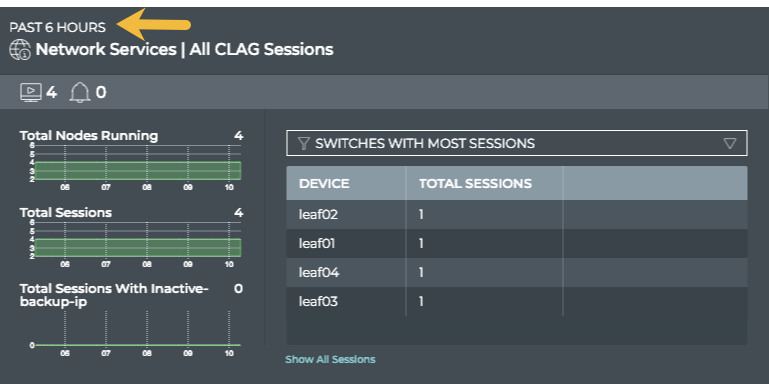 PAST 6 HOURS
Network Services | All CLAG Sessions
4 0
Total Nodes Running 4
6
5
4
3
2
06 07 08 09 10
Total Sessions 4
6
5
4
3
2
06 07 08 09 10
Total Sessions With Inactive- 0
backup-ip
0
06 07 08 09 10
SWITCHES WITH MOST SESSIONS
DEVICE TOTAL SESSIONS
leaf02 1
leaf01 1
leaf04 1
leaf03 1
Show All Sessions